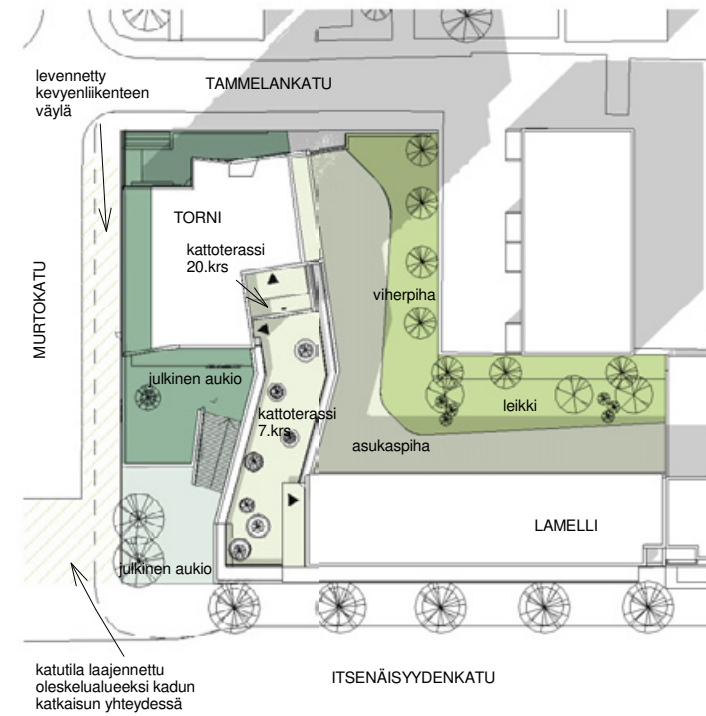 levennetty
kevyenliikenteen
väylä
TAMMELANKATU
TORNI
kattoterassi
20.krs
viherpiha
MURTOKATU
julkinen aukio
kattoterassi
7.krs
leikki
asukaspiha
LAMELLI
julkinen aukio
katutila laajennettu
oleskelualueeksi kadun
katkaisun yhteydessä
ITSENÄISYYDENKATU